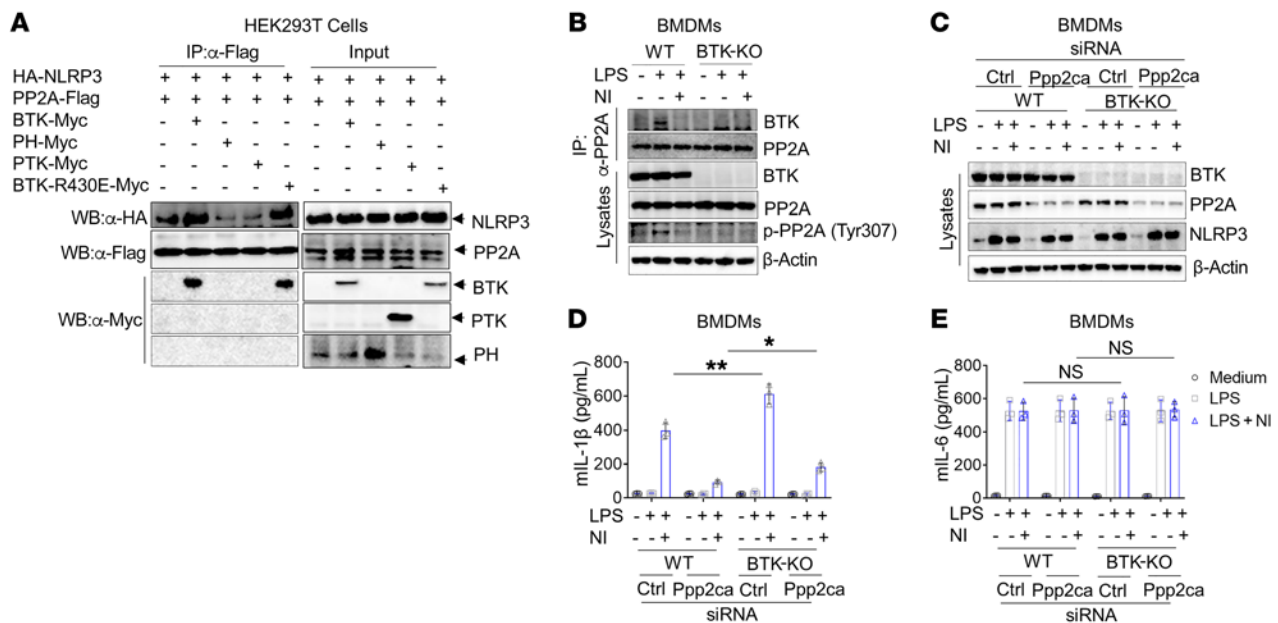 A
HEK293T Cells
IP:α-Flag Input
HA-NLRP3 + + + + + + + + + +
PP2A-Flag + + + + + + + + + +
BTK-Myc - + - - - - + - - -
PH-Myc - - + - - - - + - -
PTK-Myc - - - + - - - - + -
BTK-R430E-Myc - - - - + - - - - +
WB:α-HA NLRP3
WB:α-Flag PP2A
BTK
WB:α-Myc PTK
PH
B
BMDMs
WT BTK-KO
LPS - + + - + +
NI - - + - - +
IP: α-PP2A
BTK
PP2A
Lysates
BTK
PP2A
p-PP2A (Tyr307)
β-Actin
C
BMDMs
siRNA
Ctrl Ppp2ca Ctrl Ppp2ca
WT BTK-KO
LPS - + + - + + - + + - + +
NI - - + - - + - - + - - +
Lysates
BTK
PP2A
NLRP3
β-Actin
D
BMDMs
*
**
mIL-1β (pg/mL)
800
600
400
200
0
LPS - + + - + + - + + - + +
NI - - + - - + - - + - - +
WT BTK-KO
Ctrl Ppp2ca Ctrl Ppp2ca
siRNA
E
BMDMs
NS
NS
mIL-6 (pg/mL)
800
600
400
200
0
LPS - + + - + + - + + - + +
NI - - + - - + - - + - - +
WT BTK-KO
Ctrl Ppp2ca Ctrl Ppp2ca
siRNA
Medium
LPS
LPS + NI